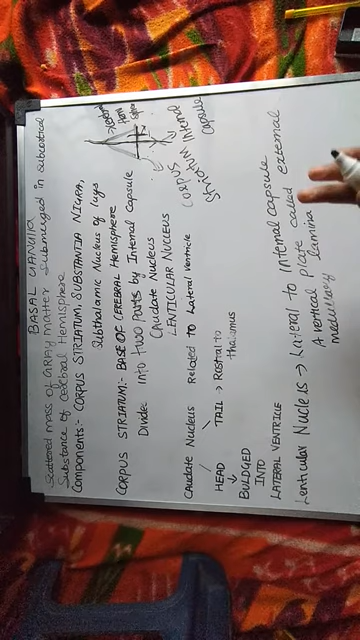 BASAL GANGLIA
Scattered mass of GRAY Matter submerged in subcortical
Substance of Cerebral Hemisphere
Components:- CORPUS STRIATUM, SUBSTANTIA NIGRA,
Subthalamic Nucleus of luys
CORPUS STRIATUM:- BASE OF CEREBRAL HEMISPHERE
Divide into TWO PARTS by Internal Capsule
Caudate Nucleus
LENTICULAR NUCLEUS
CORPUS
Internal
Capsule
Caudate Nucleus Related to Lateral Ventricle
HEAD TAIL → Rostral to
thalamus
BULDGED
INTO
LATERAL VENTRICLE
Lenticular Nucleus → Lateral to Internal capsule
A vertical plate called external
medullary lamina